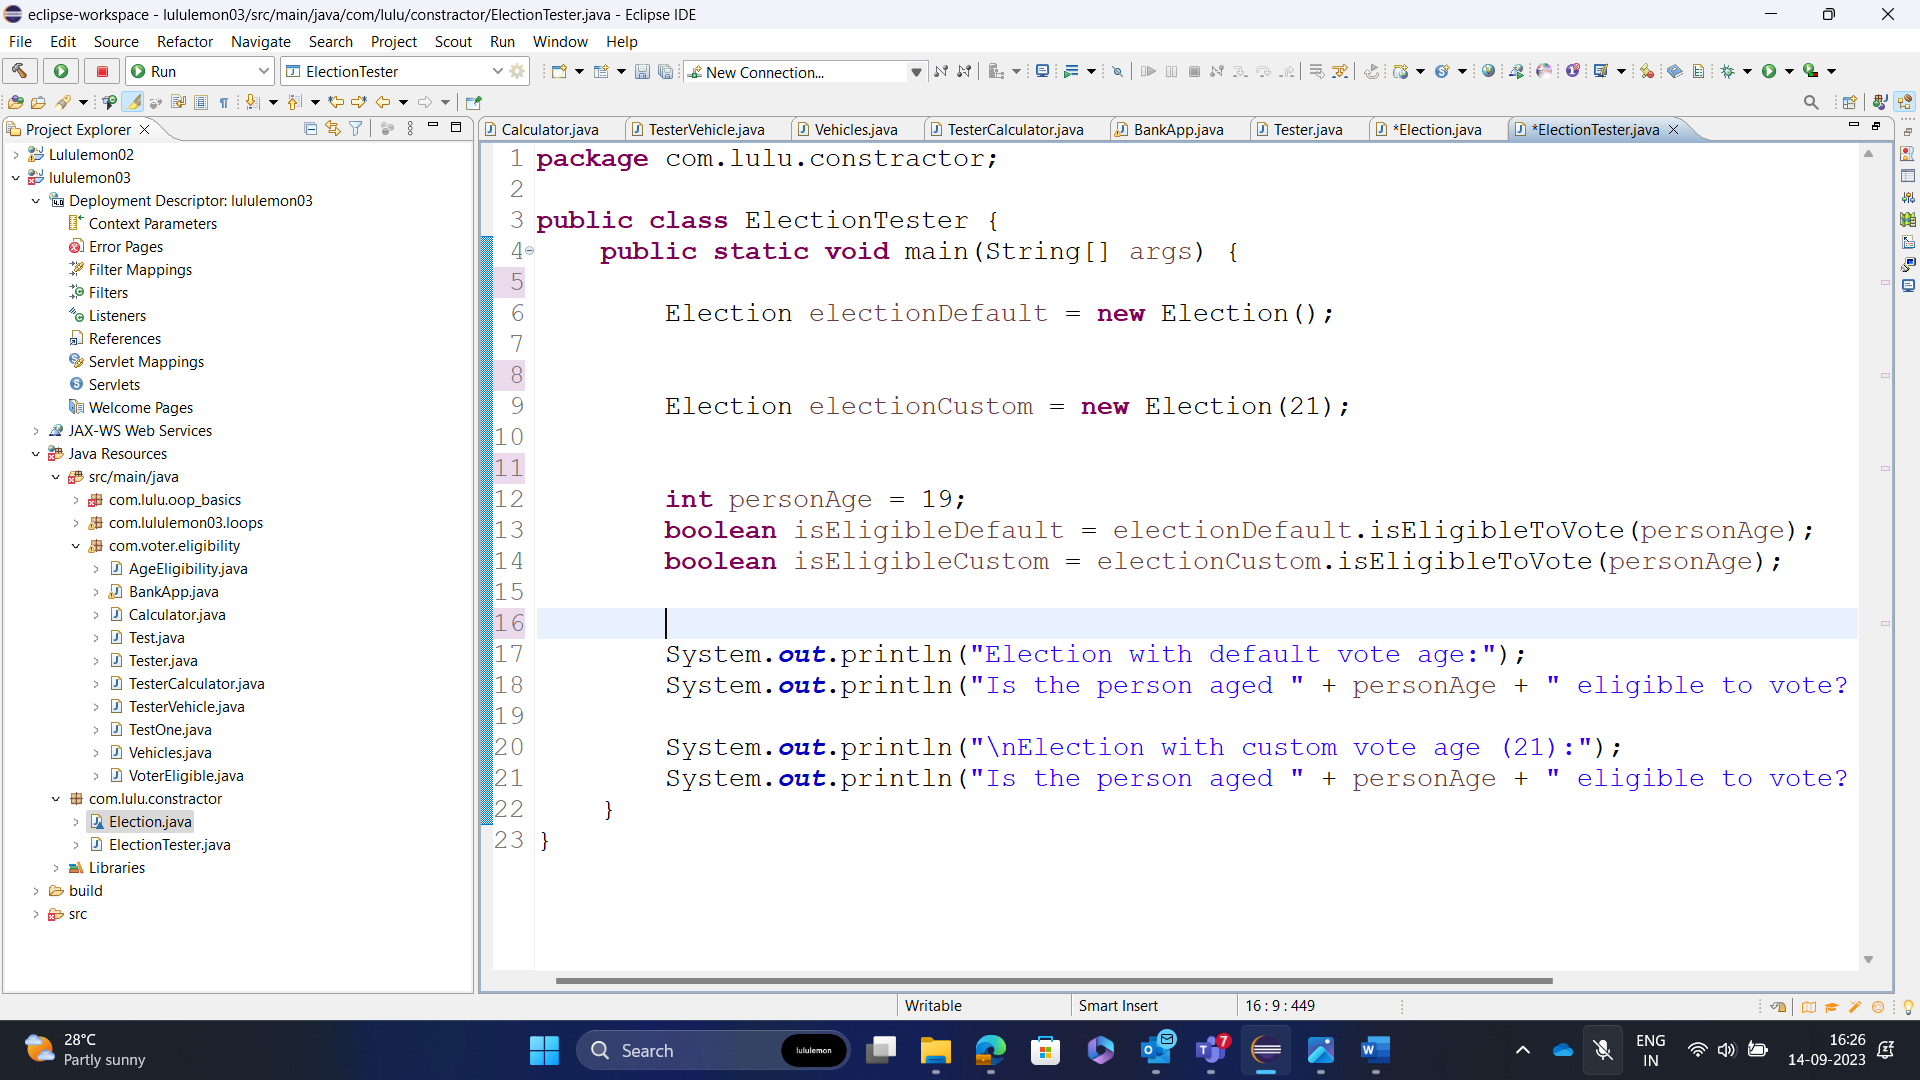 eclipse-workspace - lululemon03/src/main/java/com/lulu/constractor/ElectionTester.java - Eclipse IDE
File Edit Source Refactor Navigate Search Project Scout Run Window Help
Run ElectionTester New Connection...
Project Explorer
Calculator.java TesterVehicle.java Vehicles.java TesterCalculator.java BankApp.java Tester.java *Election.java *ElectionTester.java
Lululemon02
lululemon03
Deployment Descriptor: lululemon03
Context Parameters
Error Pages
Filter Mappings
Filters
Listeners
References
Servlet Mappings
Servlets
Welcome Pages
JAX-WS Web Services
Java Resources
src/main/java
com.lulu.oop_basics
com.lululemon03.loops
com.voter.eligibility
AgeEligibility.java
BankApp.java
Calculator.java
Test.java
Tester.java
TesterCalculator.java
TesterVehicle.java
TestOne.java
Vehicles.java
VoterEligible.java
com.lulu.constractor
Election.java
ElectionTester.java
Libraries
build
src
1 package com.lulu.constractor;
2
3 public class ElectionTester {
4 public static void main(String[] args) {
5
6 Election electionDefault = new Election();
7
8
9 Election electionCustom = new Election(21);
10
11
12 int personAge = 19;
13 boolean isEligibleDefault = electionDefault.isEligibleToVote(personAge);
14 boolean isEligibleCustom = electionCustom.isEligibleToVote(personAge);
15
16
17 System.out.println("Election with default vote age:");
18 System.out.println("Is the person aged " + personAge + " eligible to vote?
19
20 System.out.println("\nElection with custom vote age (21):");
21 System.out.println("Is the person aged " + personAge + " eligible to vote?
22 }
23 }
Writable Smart Insert 16 : 9 : 449
28°C
Partly sunny
Search
lululemon
7
ENG
IN
16:26
14-09-2023